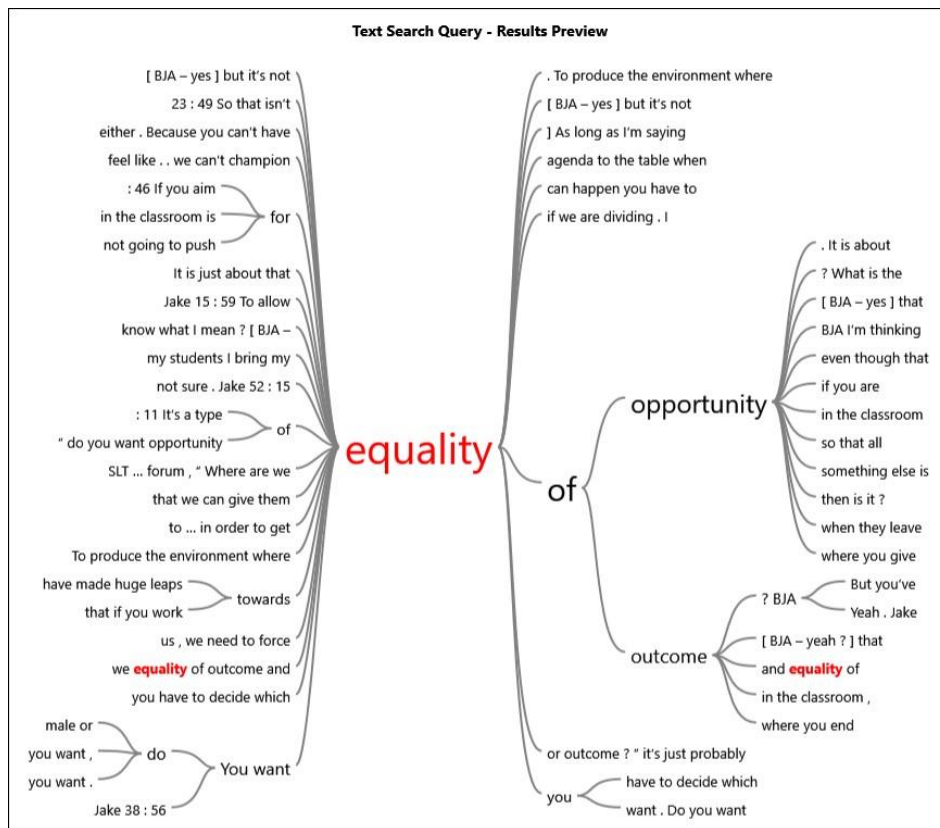 Text Search Query - Results Preview
[ BJA – yes ] but it's not
23 : 49 So that isn't
either . Because you can't have
feel like . . we can't champion
: 46 If you aim
in the classroom is
not going to push
for
It is just about that
Jake 15 : 59 To allow
know what I mean ? [ BJA –
my students I bring my
not sure . Jake 52 : 15
: 11 It's a type
" do you want opportunity
of
SLT ... forum , " Where are we
that we can give them
to ... in order to get
To produce the environment where
have made huge leaps
that if you work
towards
us , we need to force
we equality of outcome and
you have to decide which
male or
you want ,
you want .
do
Jake 38 : 56
You want
equality
. To produce the environment where
[ BJA – yes ] but it's not
] As long as I'm saying
agenda to the table when
can happen you have to
if we are dividing . I
of
opportunity
. It is about
? What is the
[ BJA – yes ] that
BJA I'm thinking
even though that
if you are
in the classroom
so that all
something else is
then is it ?
when they leave
where you give
outcome
? BJA
But you've
Yeah . Jake
[ BJA – yeah ? ] that
and equality of
in the classroom ,
where you end
or outcome ? " it's just probably
you
have to decide which
want . Do you want